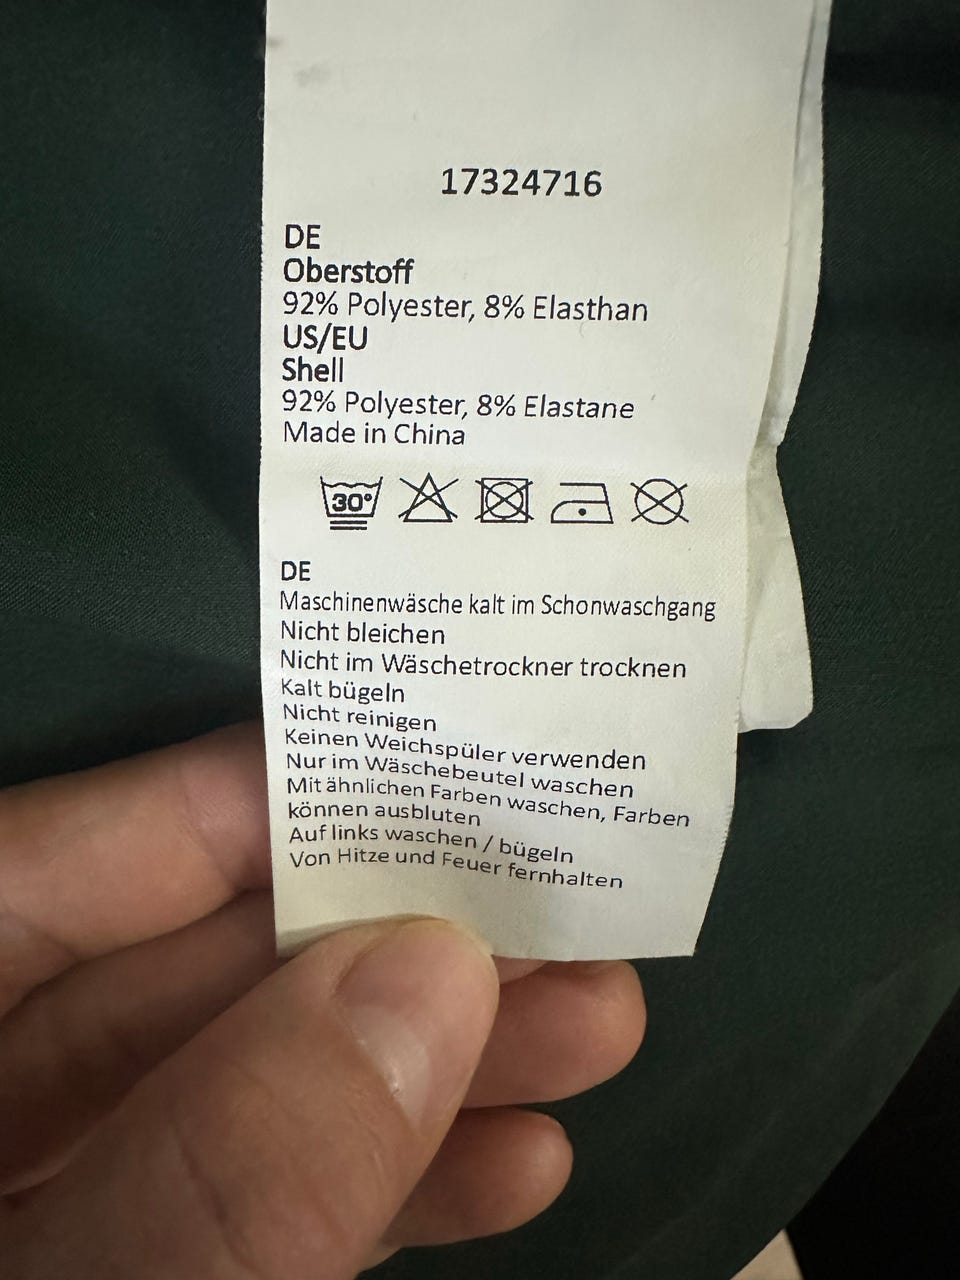 17324716
DE
Oberstoff
92% Polyester, 8% Elasthan
US/EU
Shell
92% Polyester, 8% Elastane
Made in China
30°
DE
Maschinenwäsche kalt im Schonwaschgang
Nicht bleichen
Nicht im Wäschetrockner trocknen
Kalt bügeln
Nicht reinigen
Keinen Weichspüler verwenden
Nur im Wäschebeutel waschen
Mit ähnlichen Farben waschen, Farben
können ausbluten
Auf links waschen / bügeln
Von Hitze und Feuer fernhalten